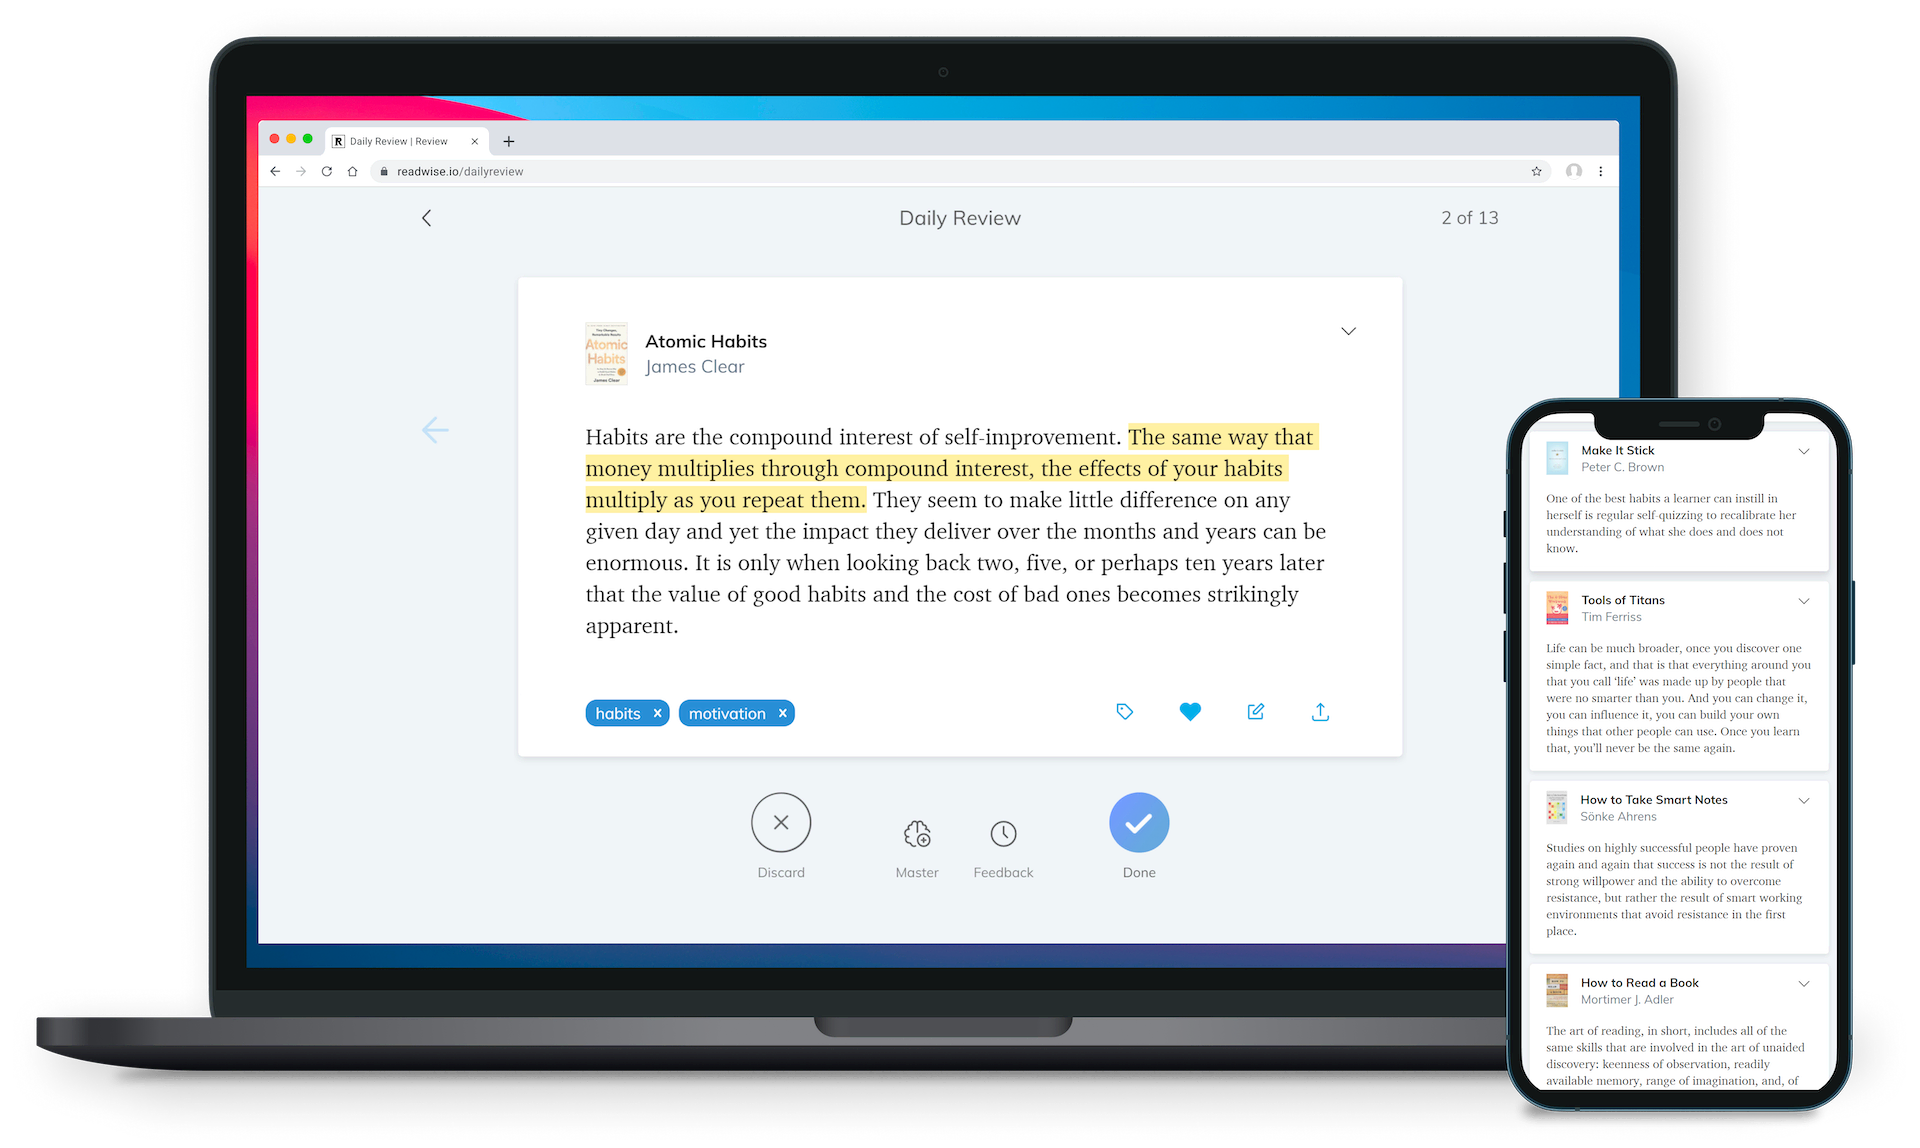 R Daily Review | Review
readwise.io/dailyreview
Daily Review
2 of 13
Atomic
Habits
James Clear
Atomic Habits
James Clear
Habits are the compound interest of self-improvement. The same way that
money multiplies through compound interest, the effects of your habits
multiply as you repeat them. They seem to make little difference on any
given day and yet the impact they deliver over the months and years can be
enormous. It is only when looking back two, five, or perhaps ten years later
that the value of good habits and the cost of bad ones becomes strikingly
apparent.
habits x motivation x
Discard
Master
Feedback
Done
Make It Stick
Peter C. Brown
One of the best habits a learner can instill in
herself is regular self-quizzing to recalibrate her
understanding of what she does and does not
know.
Tools of Titans
Tim Ferriss
Life can be much broader, once you discover one
simple fact, and that is that everything around you
that you call ‘life’ was made up by people that
were no smarter than you. And you can change it,
you can influence it, you can build your own
things that other people can use. Once you learn
that, you’ll never be the same again.
How to Take Smart Notes
Sönke Ahrens
Studies on highly successful people have proven
again and again that success is not the result of
strong willpower and the ability to overcome
resistance, but rather the result of smart working
environments that avoid resistance in the first
place.
How to Read a Book
Mortimer J. Adler
The art of reading, in short, includes all of the
same skills that are involved in the art of unaided
discovery: keenness of observation, readily
available memory, range of imagination, and, of